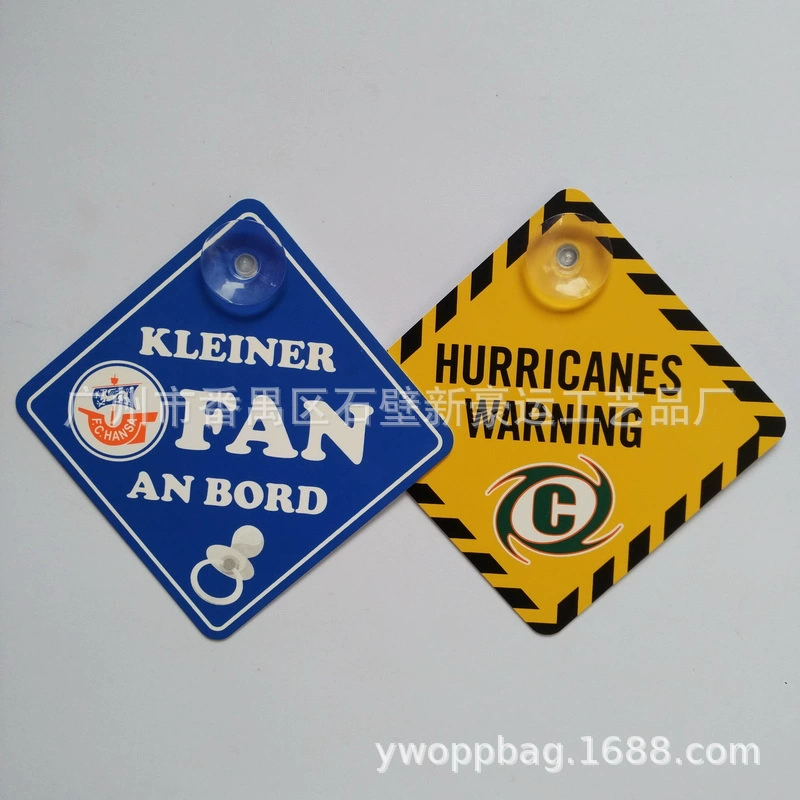 KLEINER
FAN
AN BORD
F.C. HANSA
HURRICANES
WARNING
C
广州市番禺区石壁新豪运工艺品厂
ywoppbag.1688.com